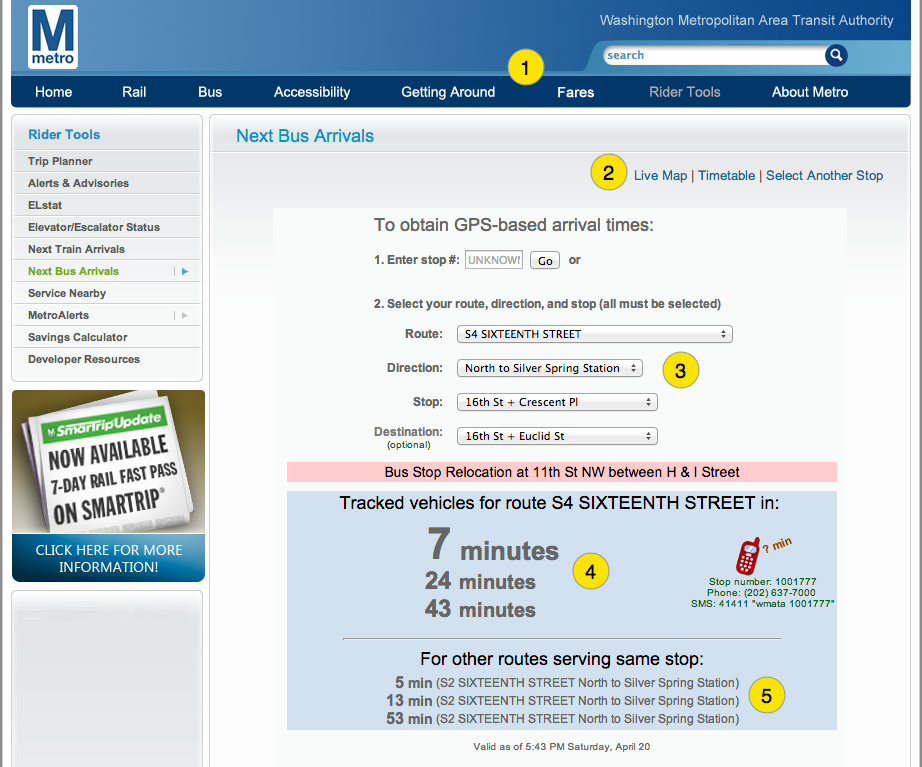 M
metro
Washington Metropolitan Area Transit Authority
search
1
Home Rail Bus Accessibility Getting Around Fares Rider Tools About Metro
Rider Tools
Trip Planner
Alerts & Advisories
ELstat
Elevator/Escalator Status
Next Train Arrivals
Next Bus Arrivals
Service Nearby
MetroAlerts
Savings Calculator
Developer Resources
M SmarTripUpdate
NOW AVAILABLE
7-DAY RAIL FAST PASS
ON SMARTRIP®
CLICK HERE FOR MORE
INFORMATION!
Next Bus Arrivals
2
Live Map | Timetable | Select Another Stop
To obtain GPS-based arrival times:
1. Enter stop #: UNKNOWN Go or
2. Select your route, direction, and stop (all must be selected)
Route: S4 SIXTEENTH STREET
Direction: North to Silver Spring Station
3
Stop: 16th St + Crescent Pl
Destination: 16th St + Euclid St
(optional)
Bus Stop Relocation at 11th St NW between H & I Street
Tracked vehicles for route S4 SIXTEENTH STREET in:
7 minutes
24 minutes
43 minutes
4
? min
Stop number: 1001777
Phone: (202) 637-7000
SMS: 41411 "wmata 1001777"
For other routes serving same stop:
5 min (S2 SIXTEENTH STREET North to Silver Spring Station)
13 min (S2 SIXTEENTH STREET North to Silver Spring Station)
53 min (S2 SIXTEENTH STREET North to Silver Spring Station)
5
Valid as of 5:43 PM Saturday, April 20